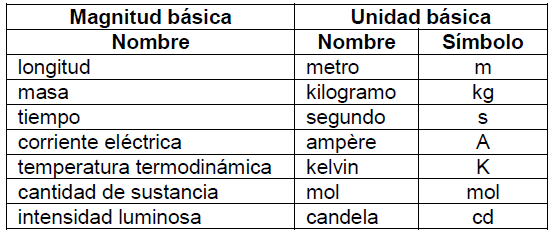 Magnitud básica Unidad básica
Nombre Nombre Símbolo
longitud metro m
masa kilogramo kg
tiempo segundo s
corriente eléctrica ampère A
temperatura termodinámica kelvin K
cantidad de sustancia mol mol
intensidad luminosa candela cd